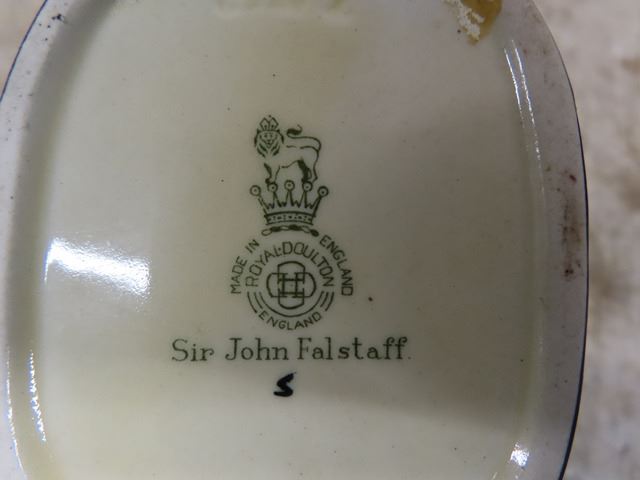 MADE IN ENGLAND
ROYAL·DOULTON
ENGLAND
Sir John Falstaff.
S